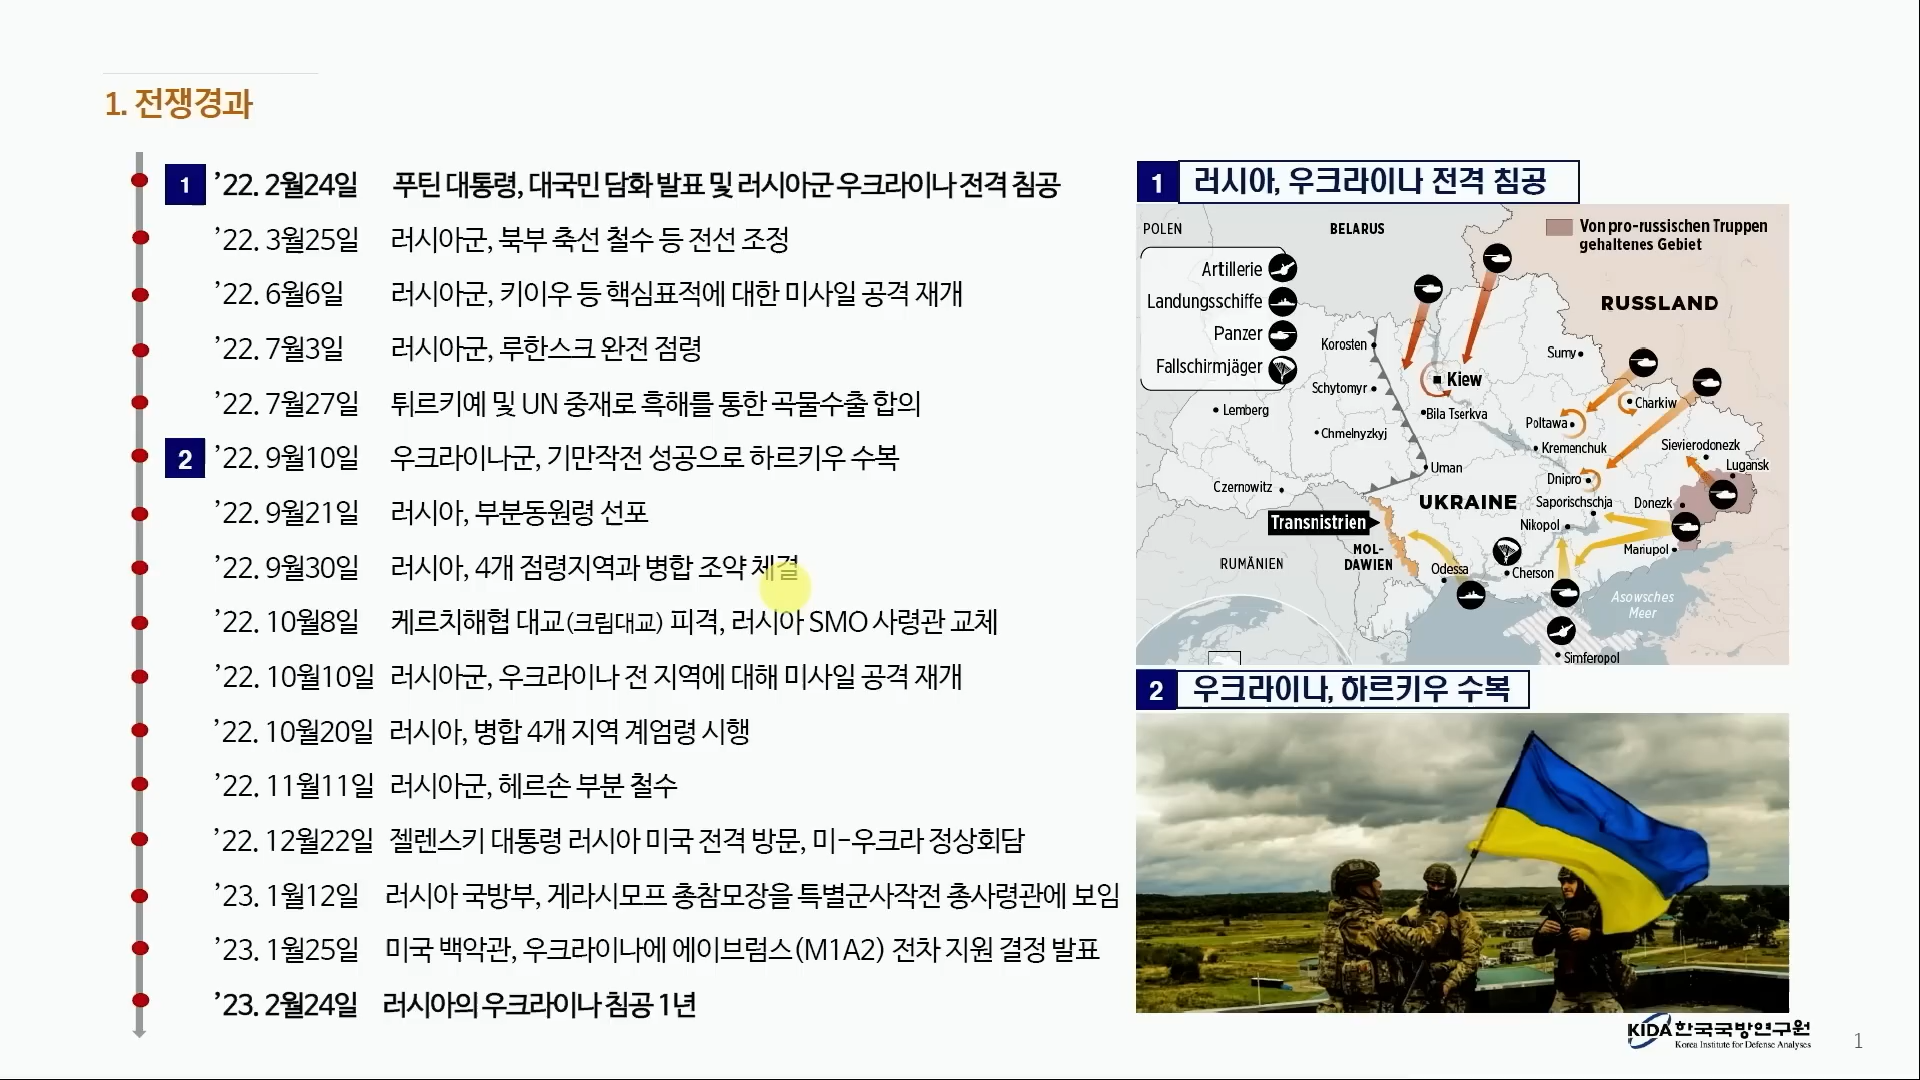 1. 전쟁경과
1 ’22. 2월24일 푸틴 대통령, 대국민 담화 발표 및 러시아군 우크라이나 전격 침공
’22. 3월25일 러시아군, 북부 축선 철수 등 전선 조정
’22. 6월6일 러시아군, 키이우 등 핵심표적에 대한 미사일 공격 재개
’22. 7월3일 러시아군, 루한스크 완전 점령
’22. 7월27일 튀르키예 및 UN 중재로 흑해를 통한 곡물수출 합의
2 ’22. 9월10일 우크라이나군, 기만작전 성공으로 하르키우 수복
’22. 9월21일 러시아, 부분동원령 선포
’22. 9월30일 러시아, 4개 점령지역과 병합 조약 체결
’22. 10월8일 케르치해협 대교(크림대교) 피격, 러시아 SMO 사령관 교체
’22. 10월10일 러시아군, 우크라이나 전 지역에 대해 미사일 공격 재개
’22. 10월20일 러시아, 병합 4개 지역 계엄령 시행
’22. 11월11일 러시아군, 헤르손 부분 철수
’22. 12월22일 젤렌스키 대통령 러시아 미국 전격 방문, 미-우크라 정상회담
’23. 1월12일 러시아 국방부, 게라시모프 총참모장을 특별군사작전 총사령관에 보임
’23. 1월25일 미국 백악관, 우크라이나에 에이브럼스(M1A2) 전차 지원 결정 발표
’23. 2월24일 러시아의 우크라이나 침공 1년
1 러시아, 우크라이나 전격 침공
POLEN
BELARUS
Von pro-russischen Truppen
gehaltenes Gebiet
Artillerie
Landungsschiffe
Panzer
Fallschirmjäger
RUSSLAND
Korosten
Sumy
Kiew
Schytomyr
Charkiw
Lemberg
Bila Tserkva
Poltawa
Chmelnyzkyj
Kremenchuk
Sievierodonezk
Uman
Lugansk
Czernowitz
Dnipro
UKRAINE
Saporischschja
Donezk
Transnistrien
Nikopol
MOL-
DAWIEN
Mariupol
RUMÄNIEN
Odessa
Cherson
Asowsches
Meer
Simferopol
2 우크라이나, 하르키우 수복
KIDA 한국국방연구원
Korea Institute for Defense Analyses
1